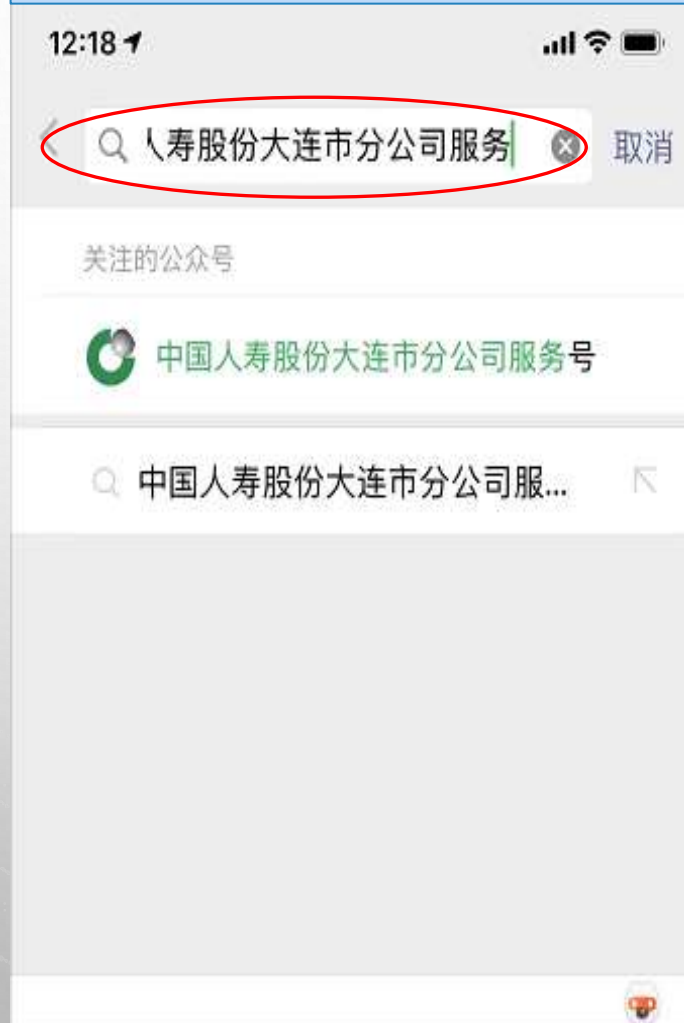 12:18
寿股份大连市分公司服务
取消
关注的公众号
中国人寿股份大连市分公司服务号
中国人寿股份大连市分公司服...